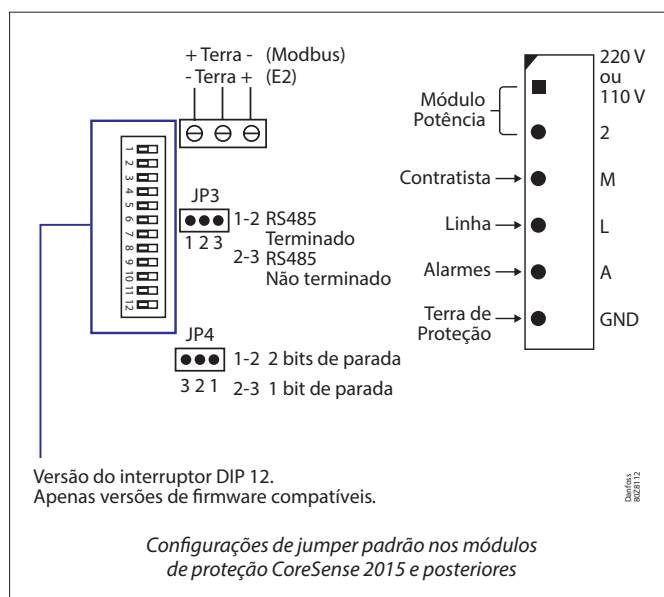 + Terra - (Modbus)
- Terra + (E2)
1
2
3
4
5
6
7
8
9
10
11
12
JP3
1 2 3
1-2 RS485
Terminado
2-3 RS485
Não terminado
JP4
3 2 1
1-2 2 bits de parada
2-3 1 bit de parada
Módulo
Potência
Contratista
Linha
Alarmes
Terra de
Proteção
220 V
ou
110 V
2
M
L
A
GND
Versão do interruptor DIP 12.
Apenas versões de firmware compatíveis.
Danfoss
80Z8112
Configurações de jumper padrão nos módulos
de proteção CoreSense 2015 e posteriores